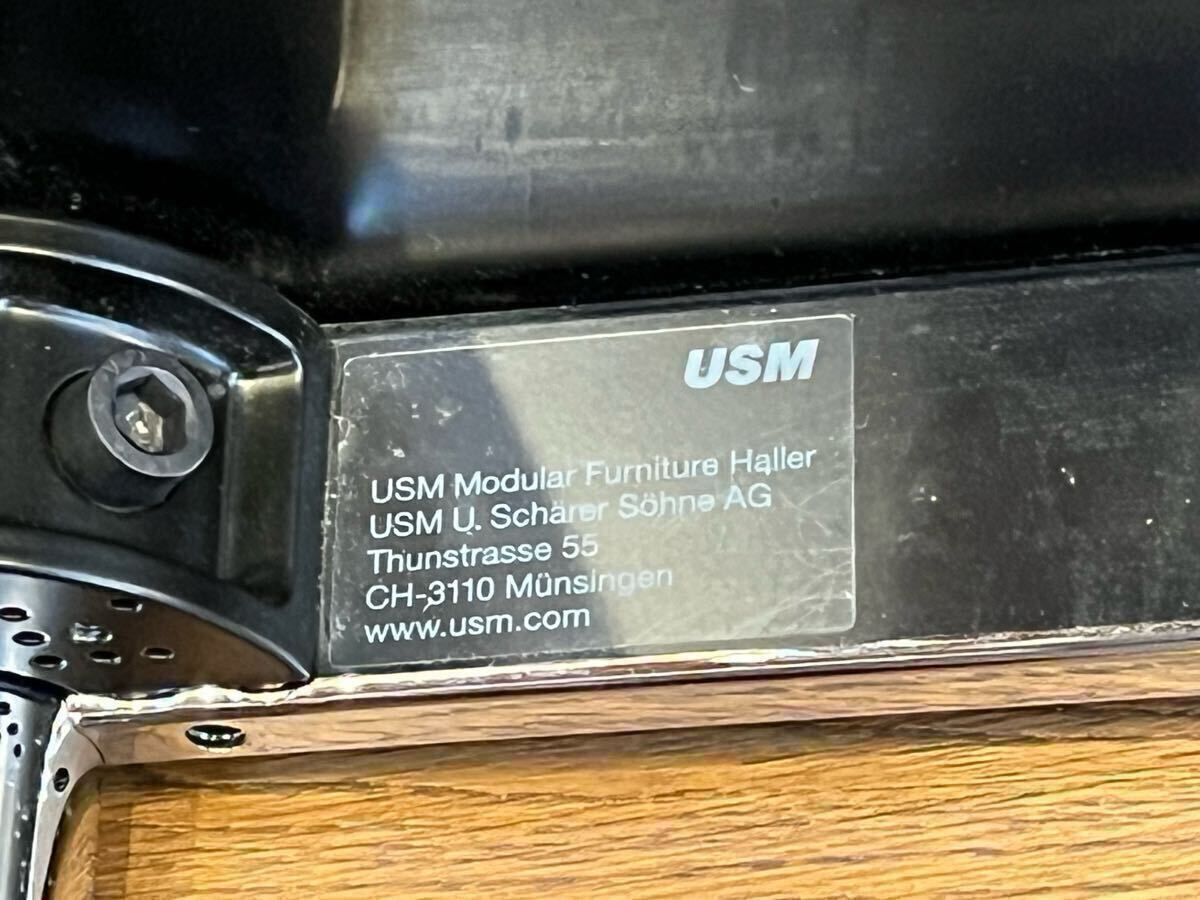 USM
USM Modular Furniture Haller
USM U. Schärer Söhne AG
Thunstrasse 55
CH-3110 Münsingen
www.usm.com